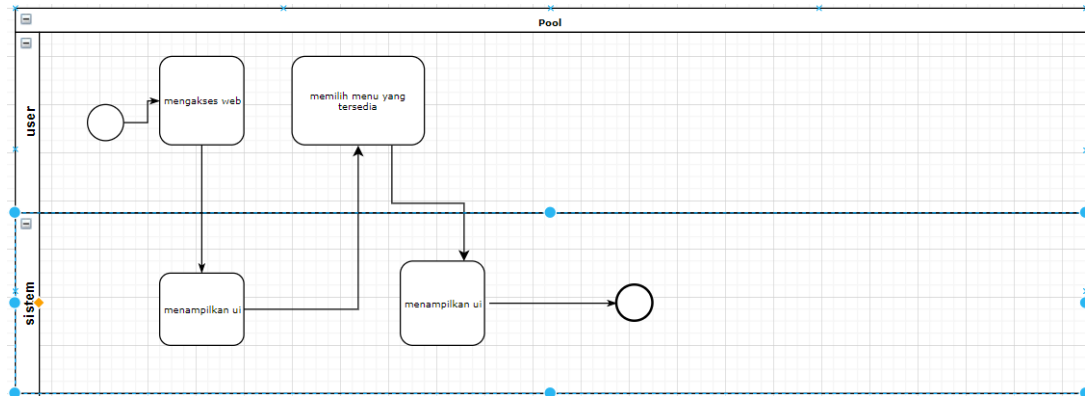 Pool
user
mengakses web
memilih menu yang
tersedia
sistem
menampilkan ui
menampilkan ui